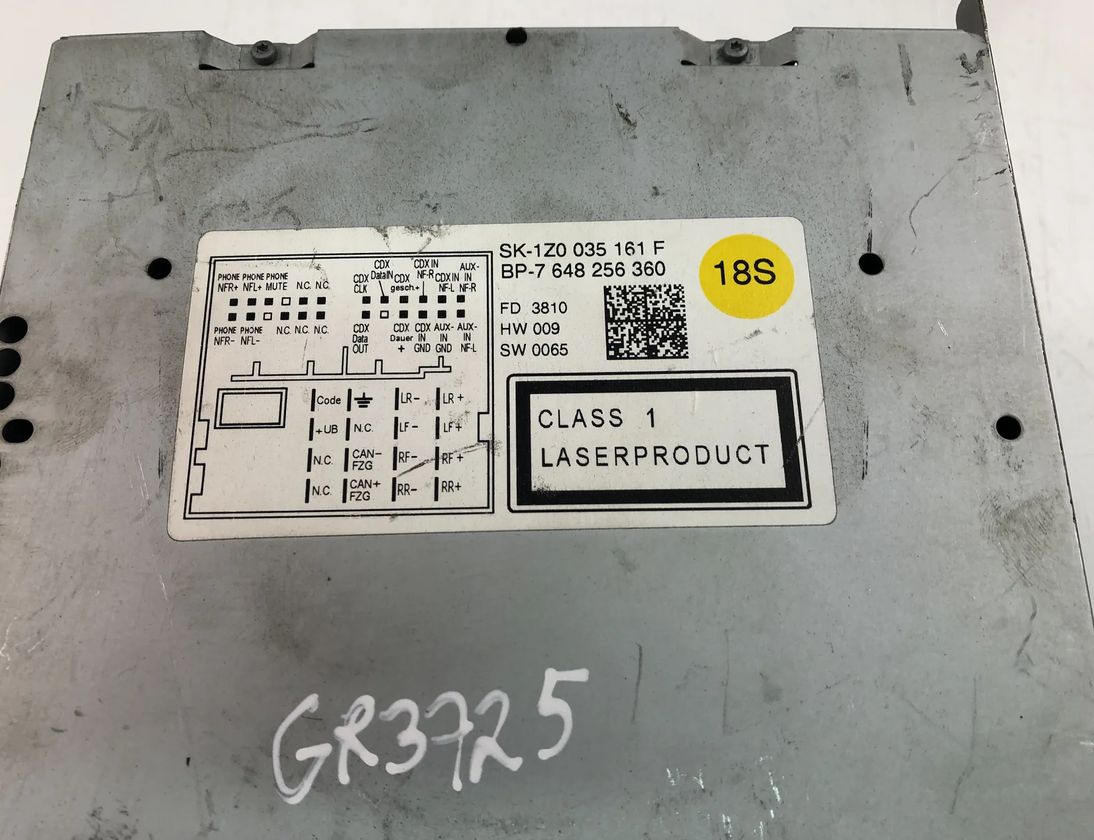 SK-1Z0 035 161 F
BP-7 648 256 360
18S
FD 3810
HW 009
SW 0065
CLASS 1
LASERPRODUCT
PHONE NFR+
PHONE NFL+
PHONE MUTE
N.C. N.C.
CDX CLK
CDX DataIN
CDX gesch.+
CDX IN NF-R
CDX IN NF-L
AUX-IN NF-R
PHONE NFR-
PHONE NFL-
N.C. N.C. N.C.
CDX Data OUT
CDX Dauer +
CDX IN GND
AUX-IN GND
AUX-IN NF-L
Code LR- LR+
+UB N.C. LF- LF+
N.C. CAN- FZG RF- RF+
N.C. CAN+ FZG RR- RR+
GR3725